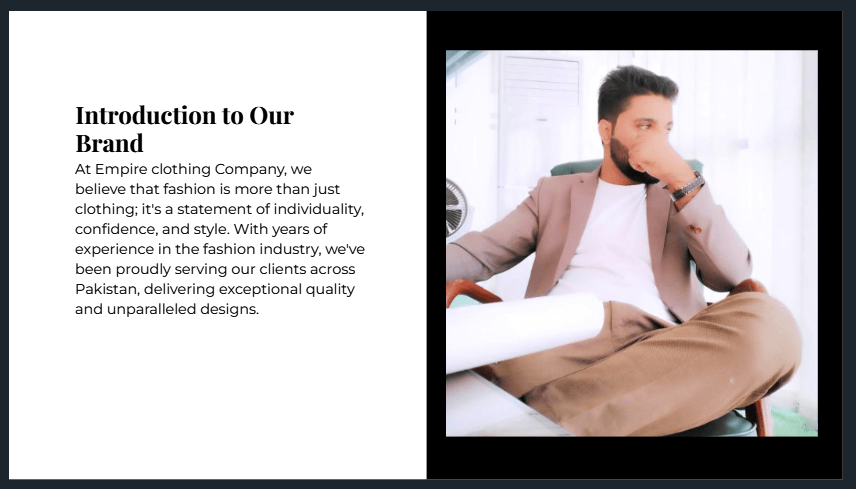 Introduction to Our
Brand
At Empire clothing Company, we
believe that fashion is more than just
clothing; it's a statement of individuality,
confidence, and style. With years of
experience in the fashion industry, we've
been proudly serving our clients across
Pakistan, delivering exceptional quality
and unparalleled designs.